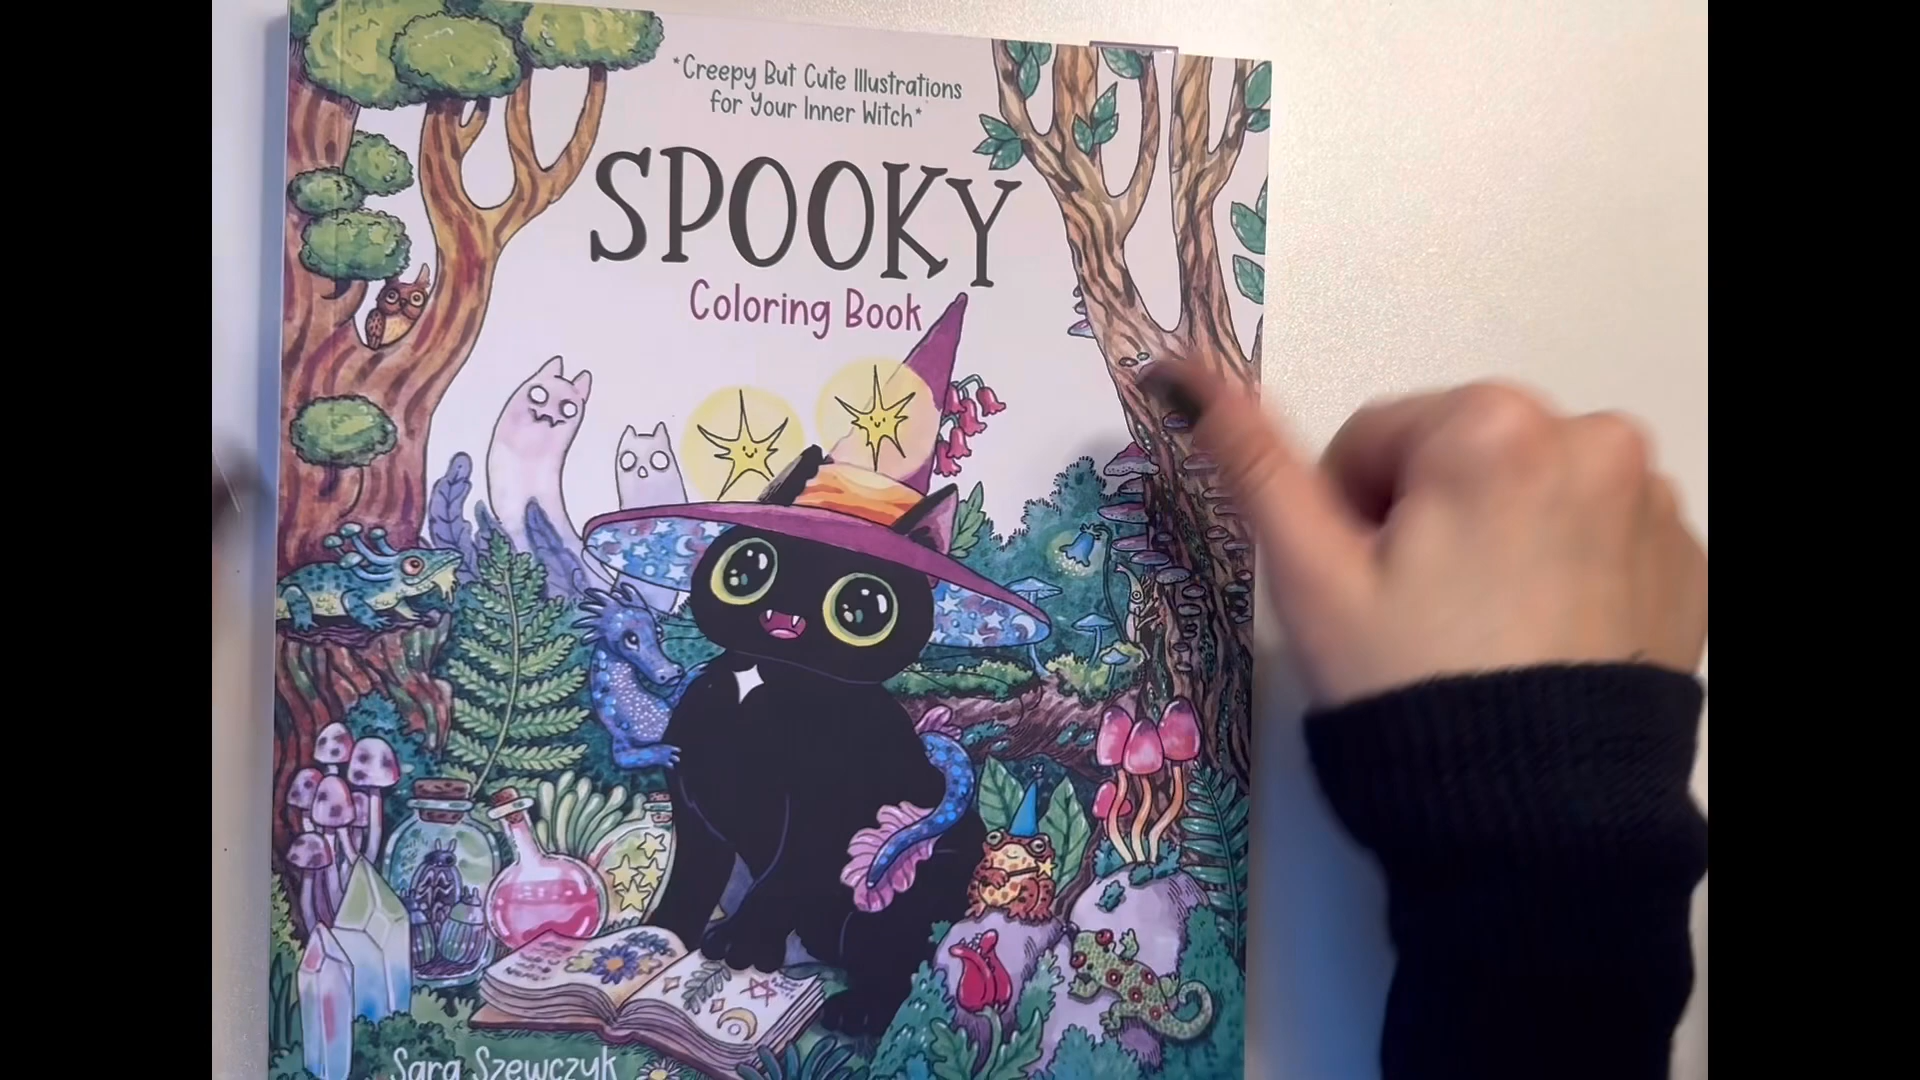 *Creepy But Cute Illustrations
for Your Inner Witch*
SPOOKY
Coloring Book
Sara Szewczyk